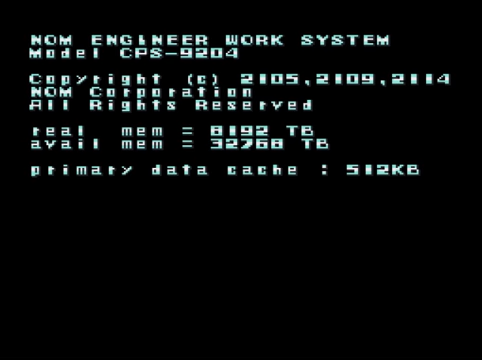 NOM ENGINEER WORK SYSTEM
Model CPS-9204
Copyright (c) 2105,2109,2114
NOM Corporation
All Rights Reserved
real mem = 8192 TB
avail mem = 32768 TB
primary data cache : 512KB